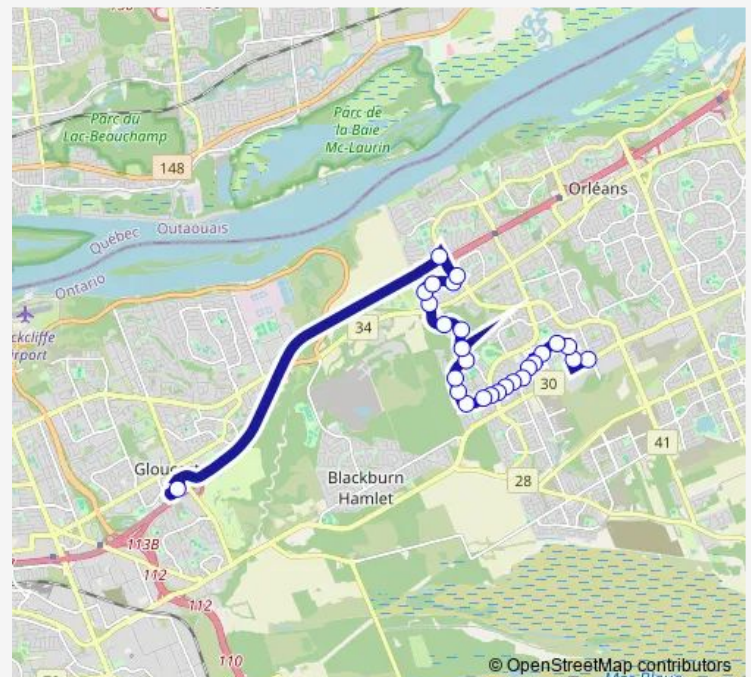 Parc du
Lac-Beauchamp
Parc de
la Baie
Mc-Laurin
148
Orléans
Québec
Outaouais
Ontario
34
30
41
Blackburn
Hamlet
28
113B
112
112
110
© OpenStreetMap contributors